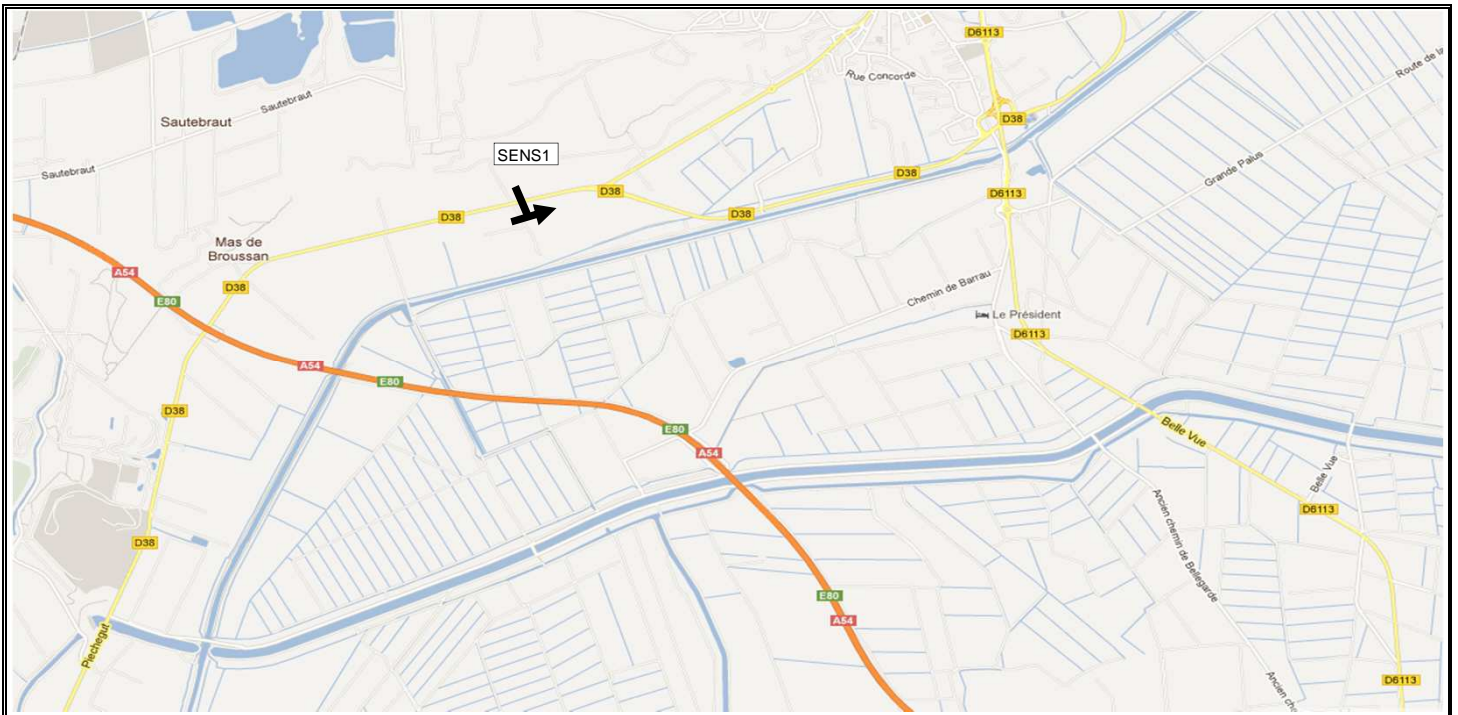 D6113
Rue Concorde
Route de la
Sautebraut
Sautebraut
D38
SENS1
Grande Palus
Sautebraut
D38
D38
D6113
D38
D38
Mas de
Broussan
A54
Chemin de Barrau
D38
E80
Le Président
D6113
A54
E80
D38
E80
Belle Vue
A54
Belle Vue
Ancien chemin de Bellegarde
D6113
D38
E80
A54
Piechegut
D6113
Ancien che